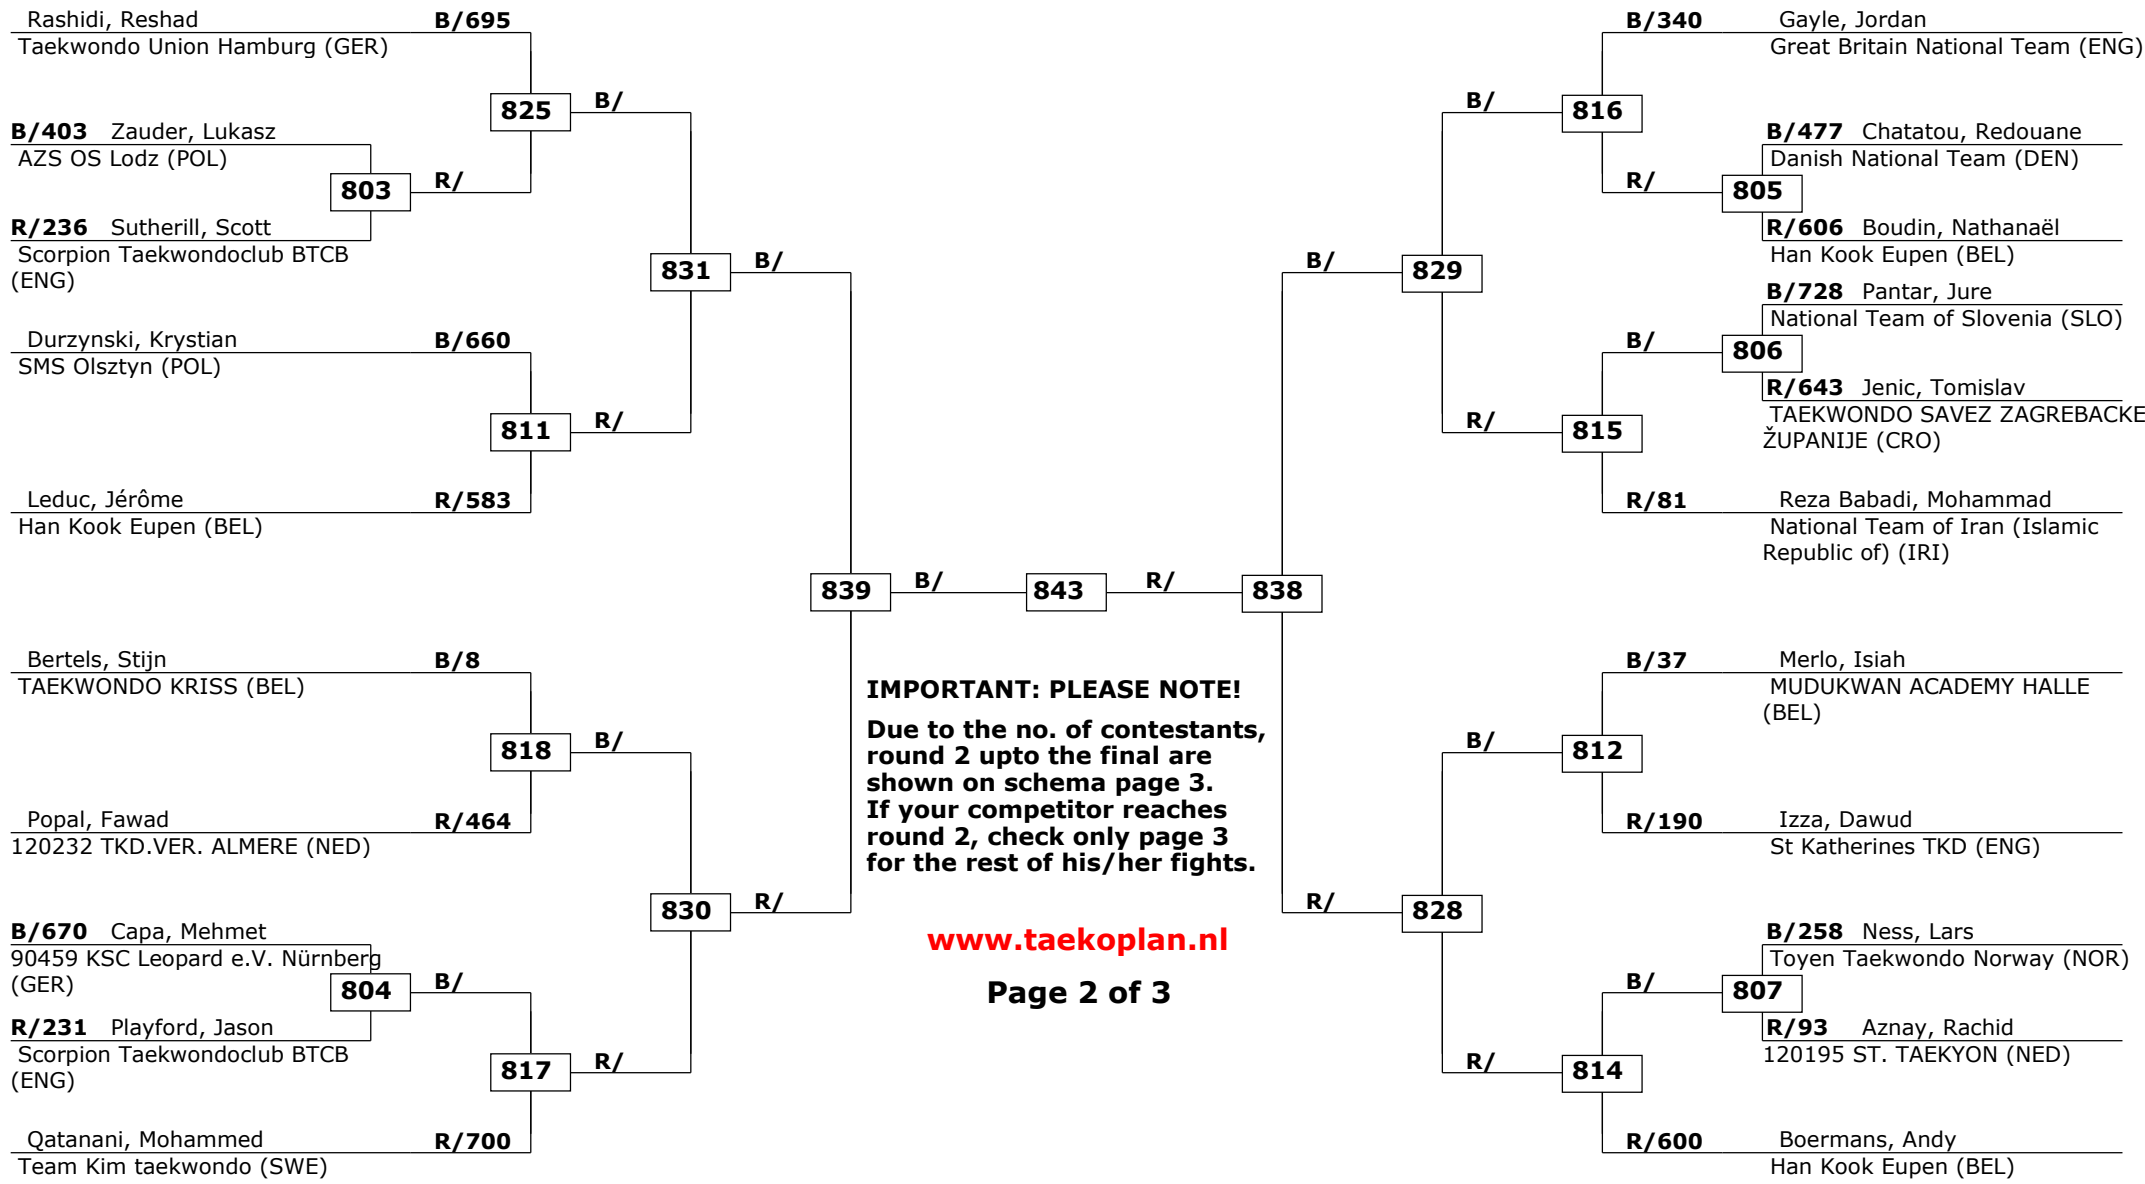 Rashidi, Reshad B/695
Taekwondo Union Hamburg (GER)
825
B/
B/403 Zauder, Lukasz
AZS OS Lodz (POL)
803
R/
R/236 Sutherill, Scott
Scorpion Taekwondoclub BTCB
(ENG)
831
B/
Durzynski, Krystian B/660
SMS Olsztyn (POL)
811
R/
Leduc, Jérôme R/583
Han Kook Eupen (BEL)
839
B/
843
R/
838
Bertels, Stijn B/8
TAEKWONDO KRISS (BEL)
818
B/
Popal, Fawad R/464
120232 TKD.VER. ALMERE (NED)
830
R/
B/670 Capa, Mehmet
90459 KSC Leopard e.V. Nürnberg
(GER)
804
B/
R/231 Playford, Jason
Scorpion Taekwondoclub BTCB
(ENG)
817
R/
Qatanani, Mohammed R/700
Team Kim taekwondo (SWE)
IMPORTANT: PLEASE NOTE!
Due to the no. of contestants,
round 2 upto the final are
shown on schema page 3.
If your competitor reaches
round 2, check only page 3
for the rest of his/her fights.
www.taekoplan.nl
Page 2 of 3
B/340 Gayle, Jordan
Great Britain National Team (ENG)
B/
816
B/477 Chatatou, Redouane
Danish National Team (DEN)
R/
805
R/606 Boudin, Nathanaël
Han Kook Eupen (BEL)
B/
829
B/728 Pantar, Jure
National Team of Slovenia (SLO)
B/
806
R/643 Jenic, Tomislav
TAEKWONDO SAVEZ ZAGREBACKE
ŽUPANIJE (CRO)
R/
815
R/81 Reza Babadi, Mohammad
National Team of Iran (Islamic
Republic of) (IRI)
B/37 Merlo, Isiah
MUDUKWAN ACADEMY HALLE
(BEL)
B/
812
R/190 Izza, Dawud
St Katherines TKD (ENG)
R/
828
B/258 Ness, Lars
Toyen Taekwondo Norway (NOR)
B/
807
R/93 Aznay, Rachid
120195 ST. TAEKYON (NED)
R/
814
R/600 Boermans, Andy
Han Kook Eupen (BEL)